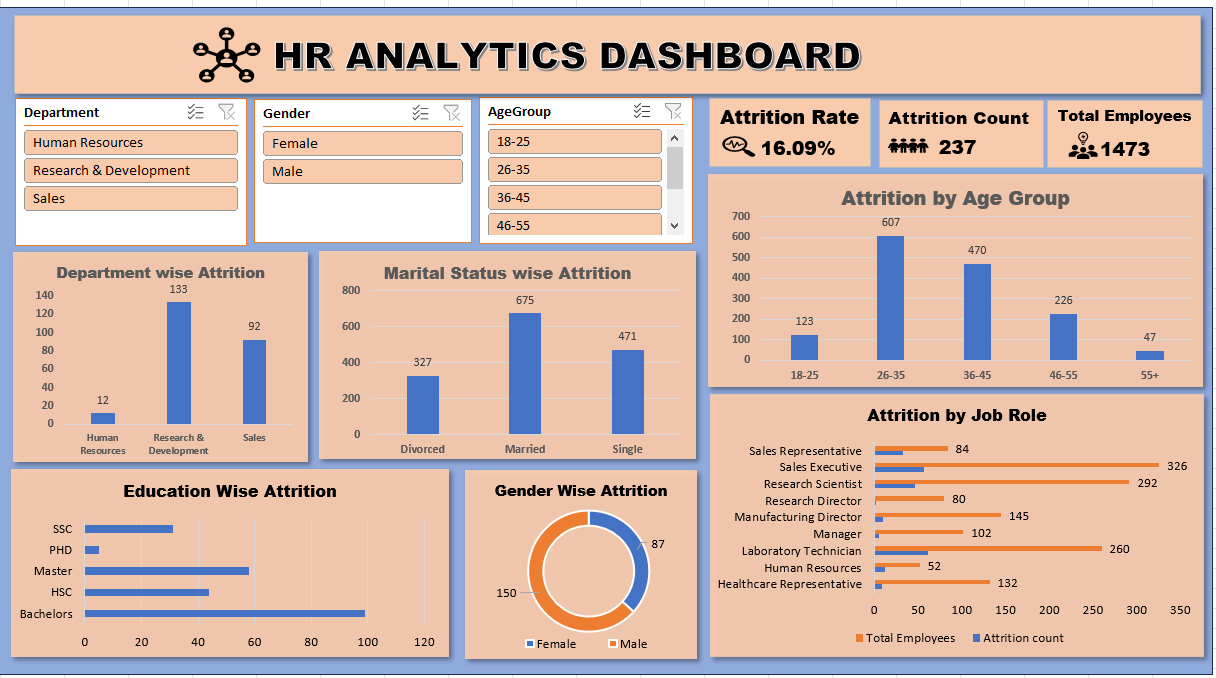 HR ANALYTICS DASHBOARD
Department
Human Resources
Research & Development
Sales
Gender
Female
Male
AgeGroup
18-25
26-35
36-45
46-55
Attrition Rate
16.09%
Attrition Count
237
Total Employees
1473
Department wise Attrition
140
120
100
80
60
40
20
0
12
133
92
Human
Resources
Research &
Development
Sales
Marital Status wise Attrition
800
600
400
200
0
327
675
471
Divorced
Married
Single
Attrition by Age Group
700
600
500
400
300
200
100
0
123
607
470
226
47
18-25
26-35
36-45
46-55
55+
Education Wise Attrition
SSC
PHD
Master
HSC
Bachelors
0
20
40
60
80
100
120
Gender Wise Attrition
87
150
Female
Male
Attrition by Job Role
Sales Representative
84
Sales Executive
326
Research Scientist
292
Research Director
80
Manufacturing Director
145
Manager
102
Laboratory Technician
260
Human Resources
52
Healthcare Representative
132
0
50
100
150
200
250
300
350
Total Employees
Attrition count